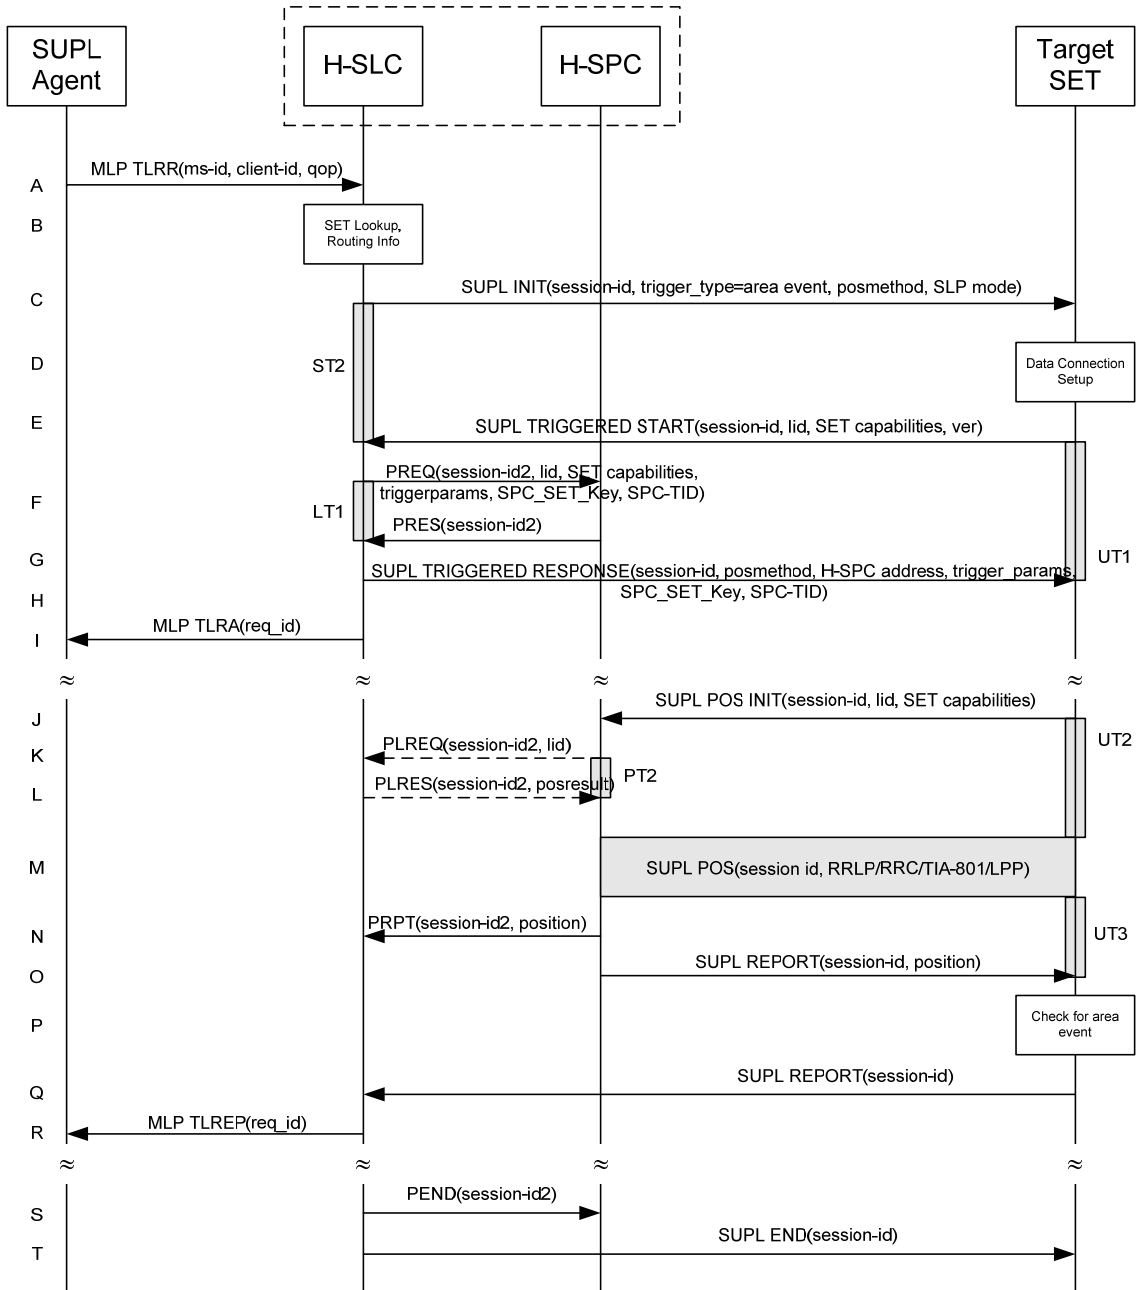 SUPL
Agent
H-SLC
H-SPC
Target
SET
MLP TLRR(ms-id, client-id, qop)
A
B
SET Lookup,
Routing Info
C
SUPL INIT(session-id, trigger_type=area event, posmethod, SLP mode)
D
ST2
Data Connection
Setup
E
SUPL TRIGGERED START(session-id, lid, SET capabilities, ver)
F
PREQ(session-id2, lid, SET capabilities,
triggerparams, SPC_SET_Key, SPC-TID)
LT1
PRES(session-id2)
G
UT1
SUPL TRIGGERED RESPONSE(session-id, posmethod, H-SPC address, trigger_params,
SPC_SET_Key, SPC-TID)
H
MLP TLRA(req_id)
I
≈ ≈ ≈ ≈
J
SUPL POS INIT(session-id, lid, SET capabilities)
UT2
K
PLREQ(session-id2, lid)
PT2
L
PLRES(session-id2, posresult)
M
SUPL POS(session id, RRLP/RRC/TIA-801/LPP)
N
PRPT(session-id2, position)
UT3
O
SUPL REPORT(session-id, position)
P
Check for area
event
Q
SUPL REPORT(session-id)
R
MLP TLREP(req_id)
≈ ≈ ≈ ≈
S
PEND(session-id2)
T
SUPL END(session-id)